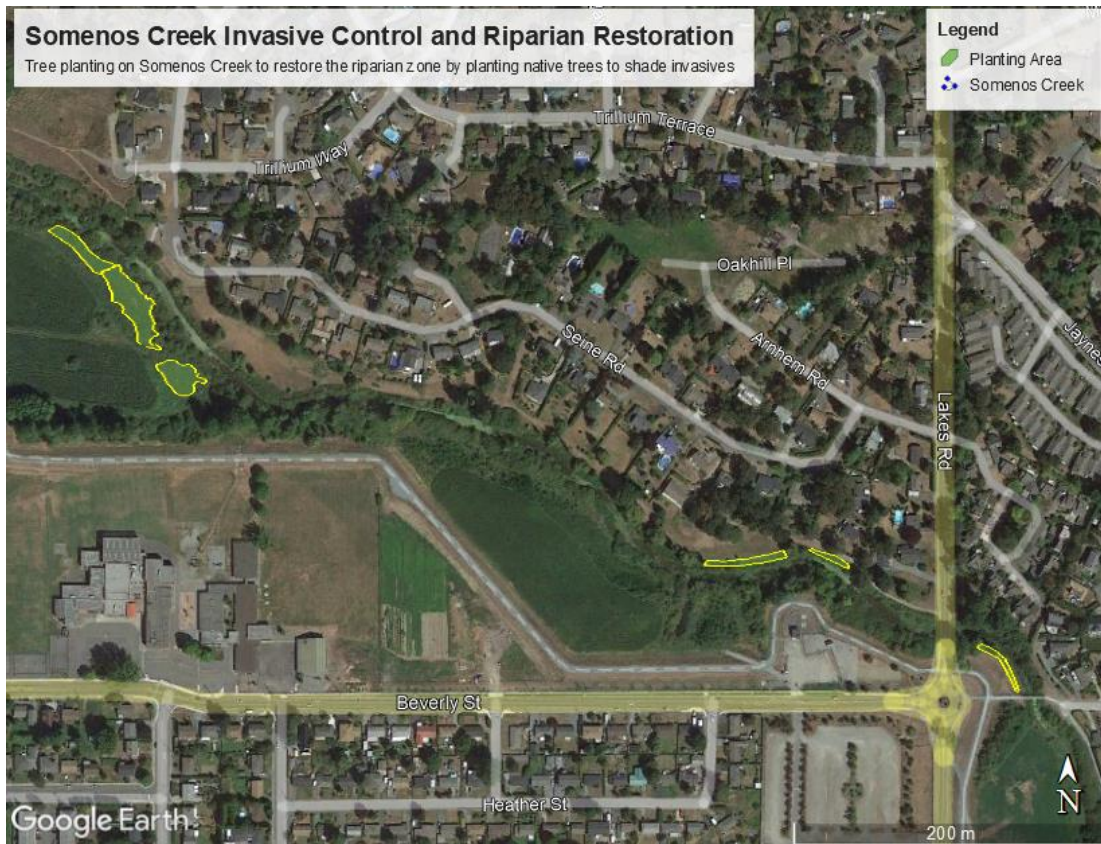 Somenos Creek Invasive Control and Riparian Restoration
Tree planting on Somenos Creek to restore the riparian zone by planting native trees to shade invasives
Legend
Planting Area
Somenos Creek
Trillium Terrace
Trillium Way
Oakhill Pl
Seine Rd
Arnhem Rd
Jaynes
Lakes Rd
Beverly St
Heather St
N
Google Earth
200 m